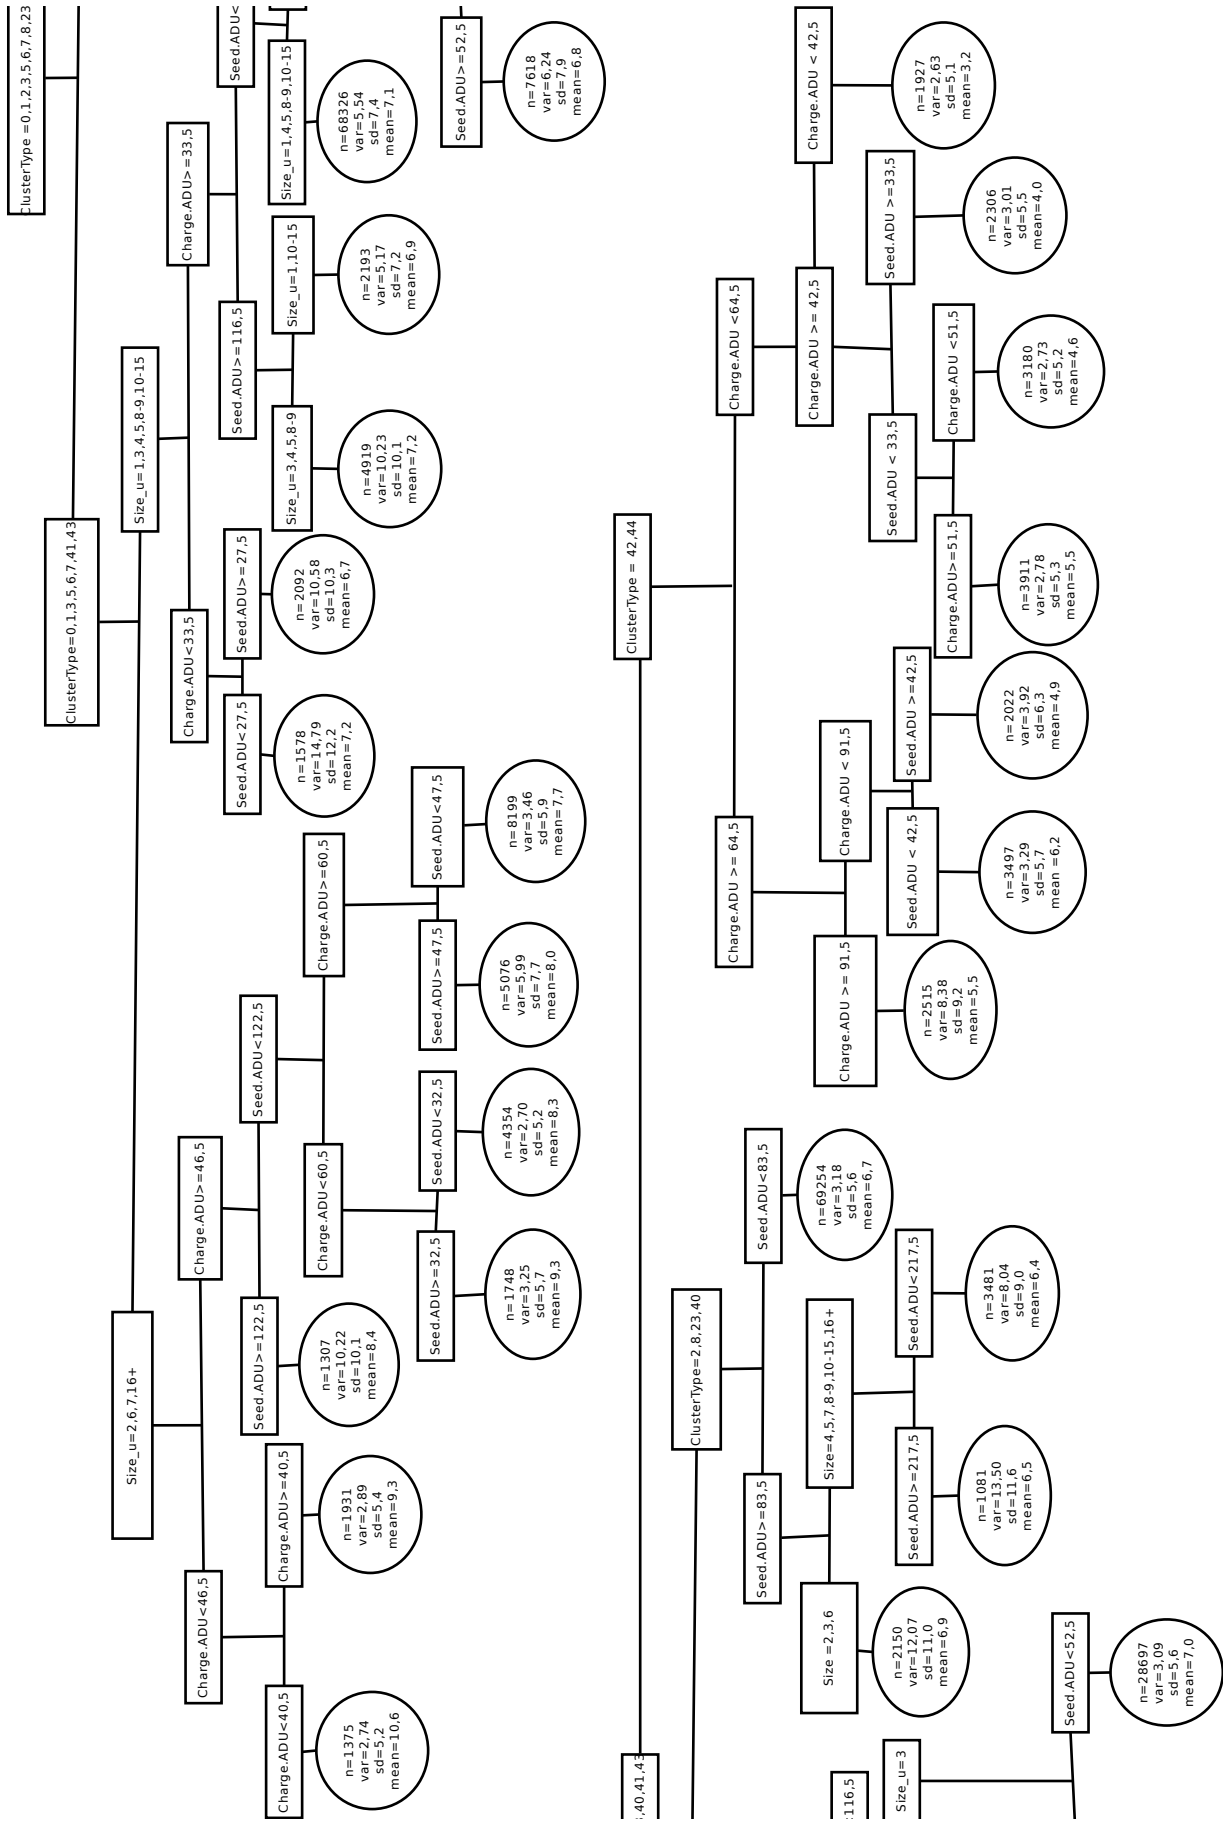 ClusterType =0,1,2,3,5,6,7,8,23
ClusterType=0,1,3,5,6,7,41,43
Size_u=1,3,4,5,8-9,10-15
Charge.ADU>=33,5
Seed.ADU<
Size_u=1,4,5,8-9,10-15
n=68326
var=5,54
sd=7,4
mean=7,1
Seed.ADU>=52,5
n=7618
var=6,24
sd=7,9
mean=6,8
Seed.ADU>=116,5
Size_u=1,10-15
n=2193
var=5,17
sd=7,2
mean=6,9
Size_u=3,4,5,8-9
n=4919
var=10,23
sd=10,1
mean=7,2
Charge.ADU<33,5
Seed.ADU>=27,5
n=2092
var=10,58
sd=10,3
mean=6,7
Seed.ADU<27,5
n=1578
var=14,79
sd=12,2
mean=7,2
Size_u=2,6,7,16+
Charge.ADU>=46,5
Seed.ADU<122,5
Charge.ADU>=60,5
Seed.ADU<47,5
n=8199
var=3,46
sd=5,9
mean=7,7
Seed.ADU>=47,5
n=5076
var=5,99
sd=7,7
mean=8,0
Charge.ADU<60,5
Seed.ADU<32,5
n=4354
var=2,70
sd=5,2
mean=8,3
Seed.ADU>=32,5
n=1748
var=3,25
sd=5,7
mean=9,3
Seed.ADU>=122,5
n=1307
var=10,22
sd=10,1
mean=8,4
Charge.ADU<46,5
Charge.ADU>=40,5
n=1931
var=2,89
sd=5,4
mean=9,3
Charge.ADU<40,5
n=1375
var=2,74
sd=5,2
mean=10,6
,40,41,43
ClusterType = 42,44
Charge.ADU <64,5
Charge.ADU < 42,5
n=1927
var=2,63
sd=5,1
mean=3,2
Charge.ADU >= 42,5
Seed.ADU >=33,5
n=2306
var=3,01
sd=5,5
mean=4,0
Seed.ADU < 33,5
Charge.ADU <51,5
n=3180
var=2,73
sd=5,2
mean=4,6
Charge.ADU>=51,5
n=3911
var=2,78
sd=5,3
mean=5,5
Charge.ADU >= 64,5
Charge.ADU < 91,5
Seed.ADU >=42,5
n=2022
var=3,92
sd=6,3
mean=4,9
Seed.ADU < 42,5
n=3497
var=3,29
sd=5,7
mean =6,2
Charge.ADU >= 91,5
n=2515
var=8,38
sd=9,2
mean=5,5
ClusterType=2,8,23,40
Seed.ADU<83,5
n=69254
var=3,18
sd=5,6
mean=6,7
Seed.ADU>=83,5
Size=4,5,7,8-9,10-15,16+
Seed.ADU<217,5
n=3481
var=8,04
sd=9,0
mean=6,4
Seed.ADU>=217,5
n=1081
var=13,50
sd=11,6
mean=6,5
Size =2,3,6
n=2150
var=12,07
sd=11,0
mean=6,9
116,5
Size_u=3
Seed.ADU<52,5
n=28697
var=3,09
sd=5,6
mean=7,0